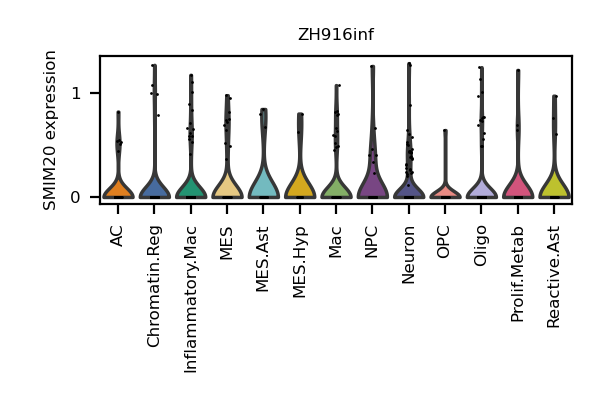 ZH916inf
SMIM20 expression
1
0
AC
Chromatin.Reg
Inflammatory.Mac
MES
MES.Ast
MES.Hyp
Mac
NPC
Neuron
OPC
Oligo
Prolif.Metab
Reactive.Ast